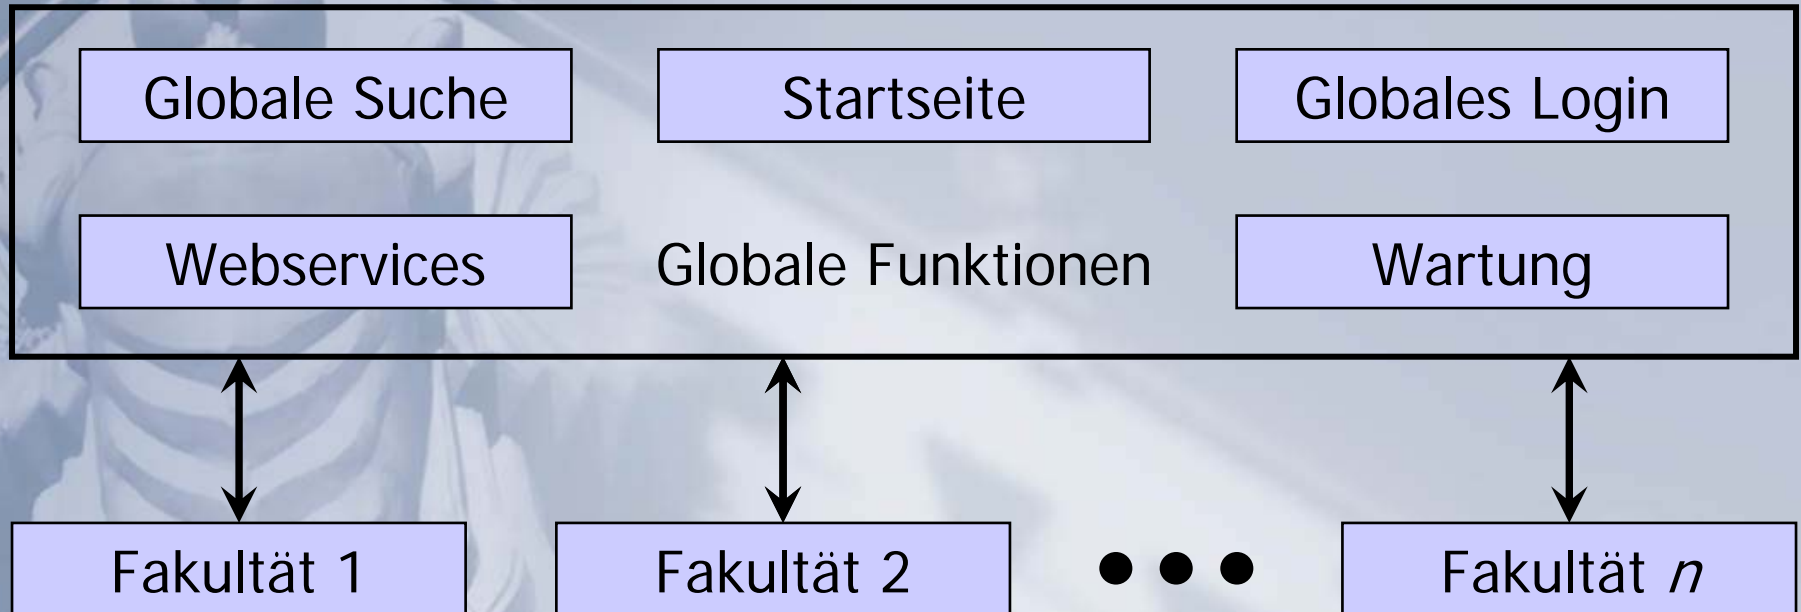 Globale Suche
Startseite
Globales Login
Webservices
Globale Funktionen
Wartung
Fakultät 1
Fakultät 2
● ● ●
Fakultät n